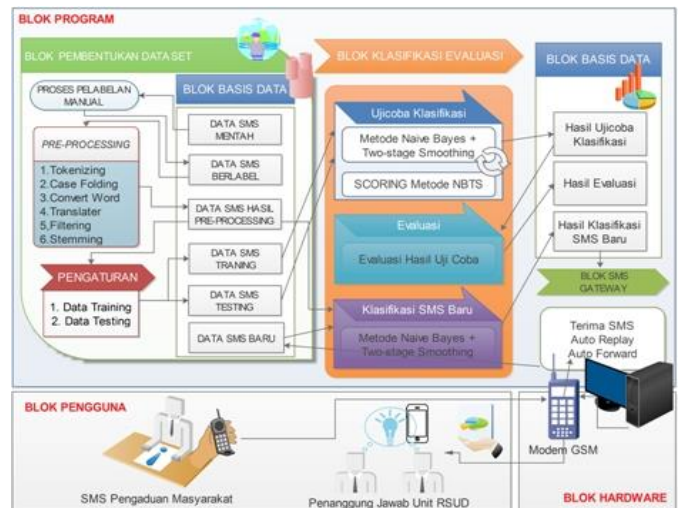 BLOK PROGRAM
BLOK PEMBENTUKAN DATA SET
PROSES PELABELAN
MANUAL
PRE-PROCESSING
1.Tokenizing
2.Case Folding
3.Convert Word
4.Translater
5,Filtering
6.Stemming
PENGATURAN
1. Data Training
2. Data Testing
BLOK BASIS DATA
DATA SMS
MENTAH
DATA SMS
BERLABEL
DATA SMS HASIL
PRE-PROCESSING
DATA SMS
TRANING
DATA SMS
TESTING
DATA SMS BARU
BLOK KLASIFIKASI EVALUASI
Ujicoba Klasifikasi
Metode Naive Bayes +
Two-stage Smoothing
SCORING Metode NBTS
Evaluasi
Evaluasi Hasil Uji Coba
Klasifikasi SMS Baru
Metode Naive Bayes +
Two-stage Smoothing
BLOK BASIS DATA
Hasil Ujicoba
Klasifikasi
Hasil Evaluasi
Hasil Klasifikasi
SMS Baru
BLOK SMS
GATEWAY
Terima SMS
Auto Replay
Auto Forward
Modem GSM
BLOK HARDWARE
BLOK PENGGUNA
SMS Pengaduan Masyarakat
Penanggung Jawab Unit RSUD